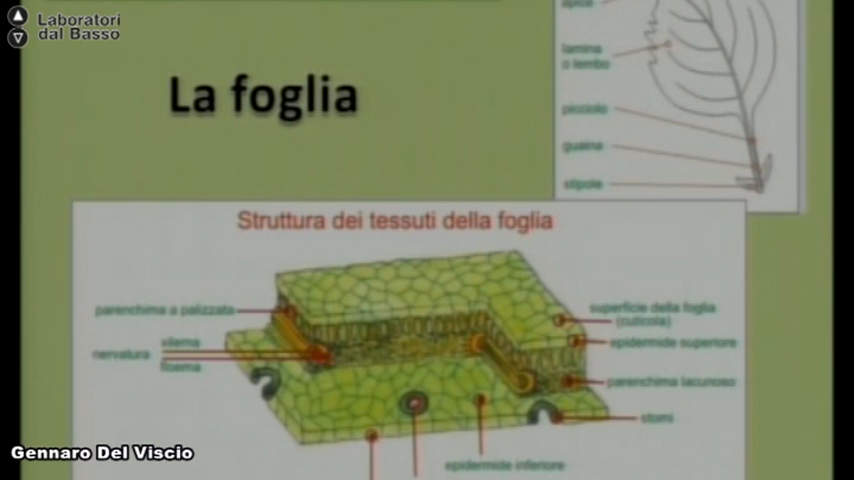 Laboratori
dal Basso
La foglia
apice
lamina
o lembo
picciolo
guaina
stipole
Struttura dei tessuti della foglia
parenchima a palizzata
xilema
nervatura
floema
superficie della foglia
(cuticola)
epidermide superiore
parenchima lacunoso
stomi
epidermide inferiore
Gennaro Del Viscio